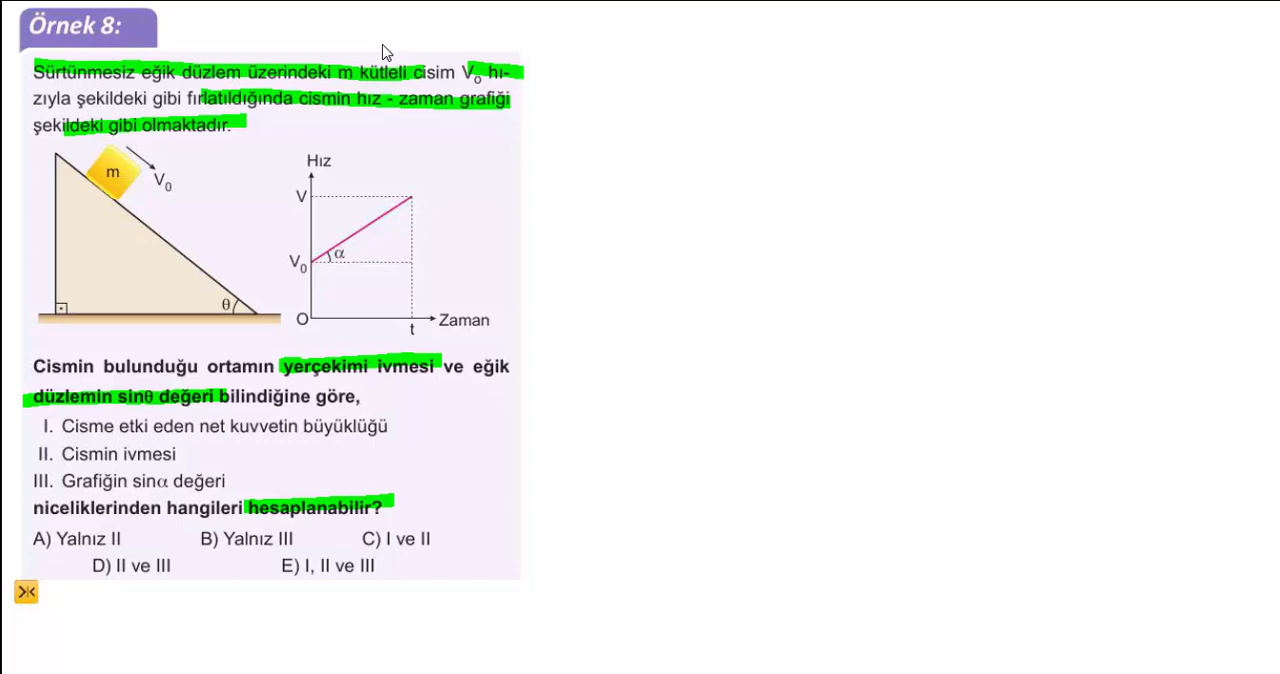 Örnek 8:
Sürtünmesiz eğik düzlem üzerindeki m kütleli cisim V₀ hı-
zıyla şekildeki gibi fırlatıldığında cismin hız - zaman grafiği
şekildeki gibi olmaktadır.
m
V₀
θ
Hız
V
V₀
α
O
t
Zaman
Cismin bulunduğu ortamın yerçekimi ivmesi ve eğik
düzlemin sinθ değeri bilindiğine göre,
I. Cisme etki eden net kuvvetin büyüklüğü
II. Cismin ivmesi
III. Grafiğin sinα değeri
niceliklerinden hangileri hesaplanabilir?
A) Yalnız II B) Yalnız III C) I ve II
D) II ve III E) I, II ve III